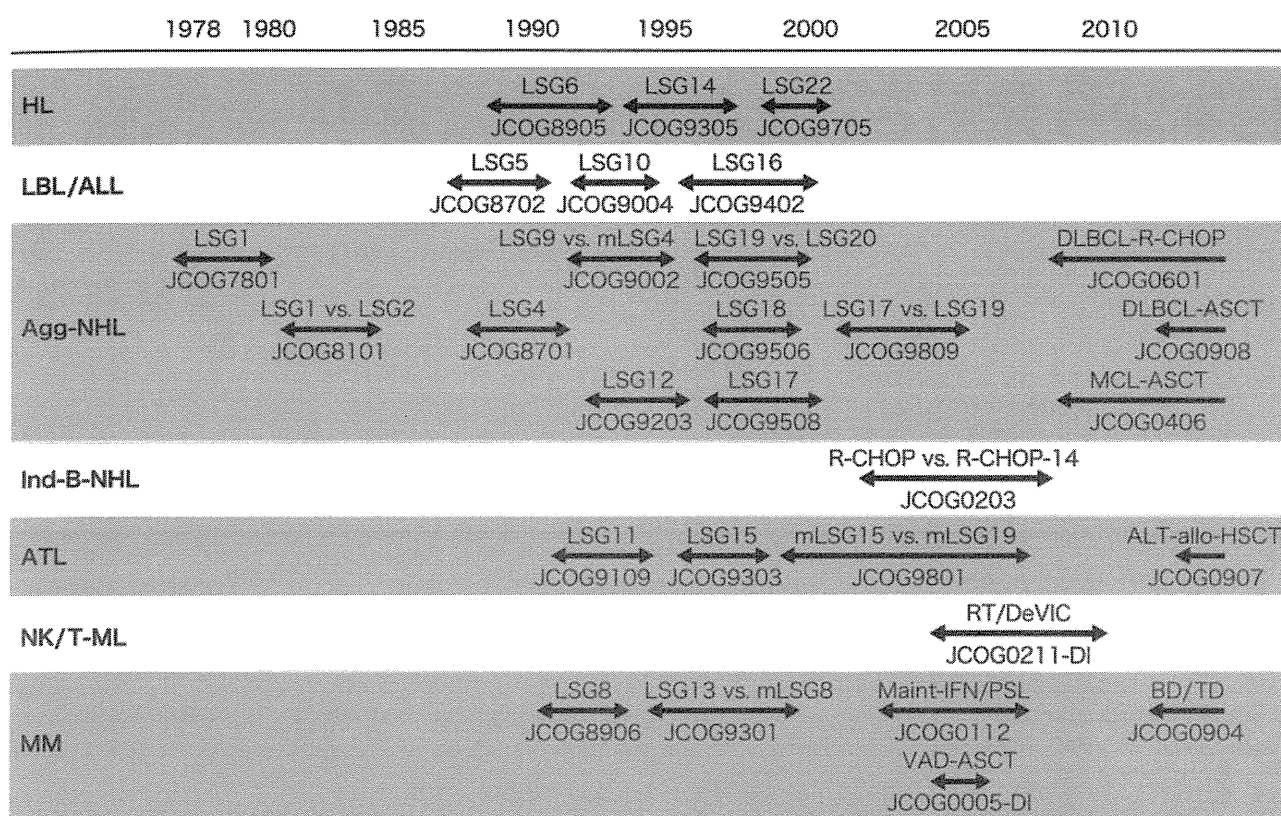 1978 1980 1985 1990 1995 2000 2005 2010
HL
LSG6 LSG14 LSG22
JCOG8905 JCOG9305 JCOG9705
LBL/ALL
LSG5 LSG10 LSG16
JCOG8702 JCOG9004 JCOG9402
Agg-NHL
LSG1 LSG9 vs. mLSG4 LSG19 vs. LSG20 DLBCL-R-CHOP
JCOG7801 JCOG9002 JCOG9505 JCOG0601
LSG1 vs. LSG2 LSG4 LSG18 LSG17 vs. LSG19 DLBCL-ASCT
JCOG8101 JCOG8701 JCOG9506 JCOG9809 JCOG0908
LSG12 LSG17 MCL-ASCT
JCOG9203 JCOG9508 JCOG0406
Ind-B-NHL
R-CHOP vs. R-CHOP-14
JCOG0203
ATL
LSG11 LSG15 mLSG15 vs. mLSG19 ALT-allo-HSCT
JCOG9109 JCOG9303 JCOG9801 JCOG0907
NK/T-ML
RT/DeVIC
JCOG0211-DI
MM
LSG8 LSG13 vs. mLSG8 Maint-IFN/PSL BD/TD
JCOG8906 JCOG9301 JCOG0112 JCOG0904
VAD-ASCT
JCOG0005-DI